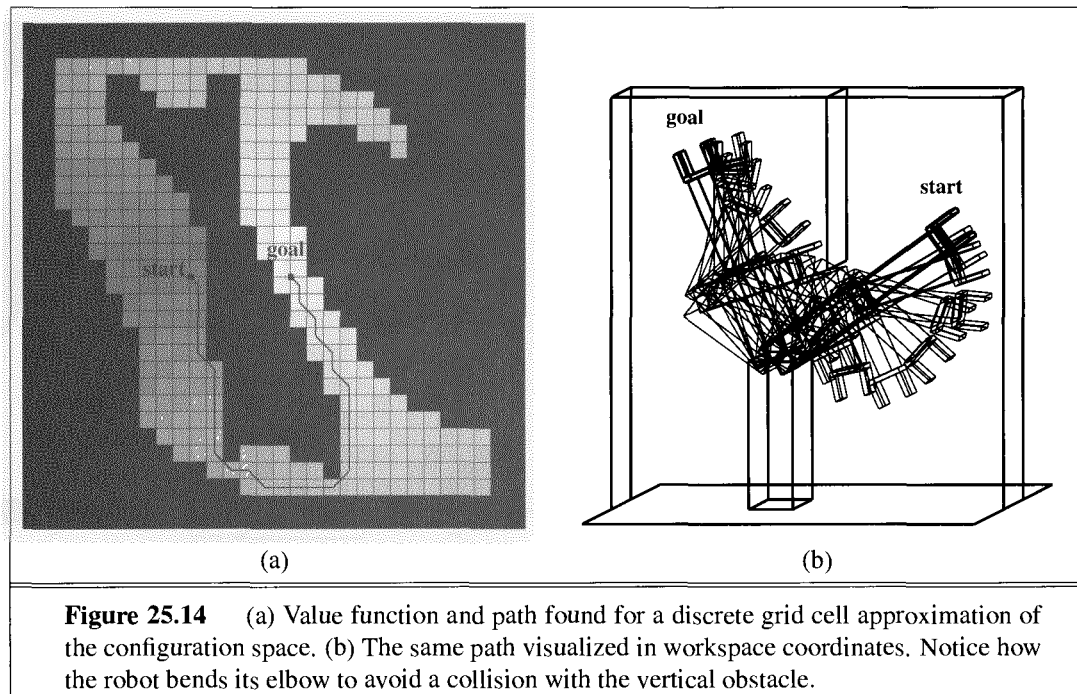 start
goal
goal
start
(a)
(b)
Figure 25.14 (a) Value function and path found for a discrete grid cell approximation of
the configuration space. (b) The same path visualized in workspace coordinates. Notice how
the robot bends its elbow to avoid a collision with the vertical obstacle.